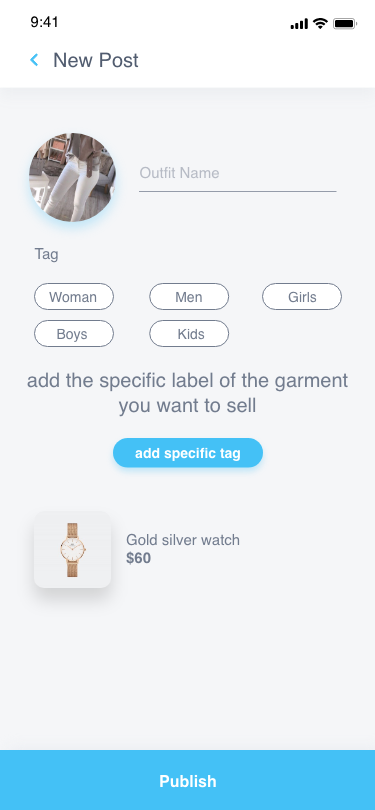 9:41
New Post
Outfit Name
Tag
Woman
Men
Girls
Boys
Kids
add the specific label of the garment
you want to sell
add specific tag
Gold silver watch
$60
Publish